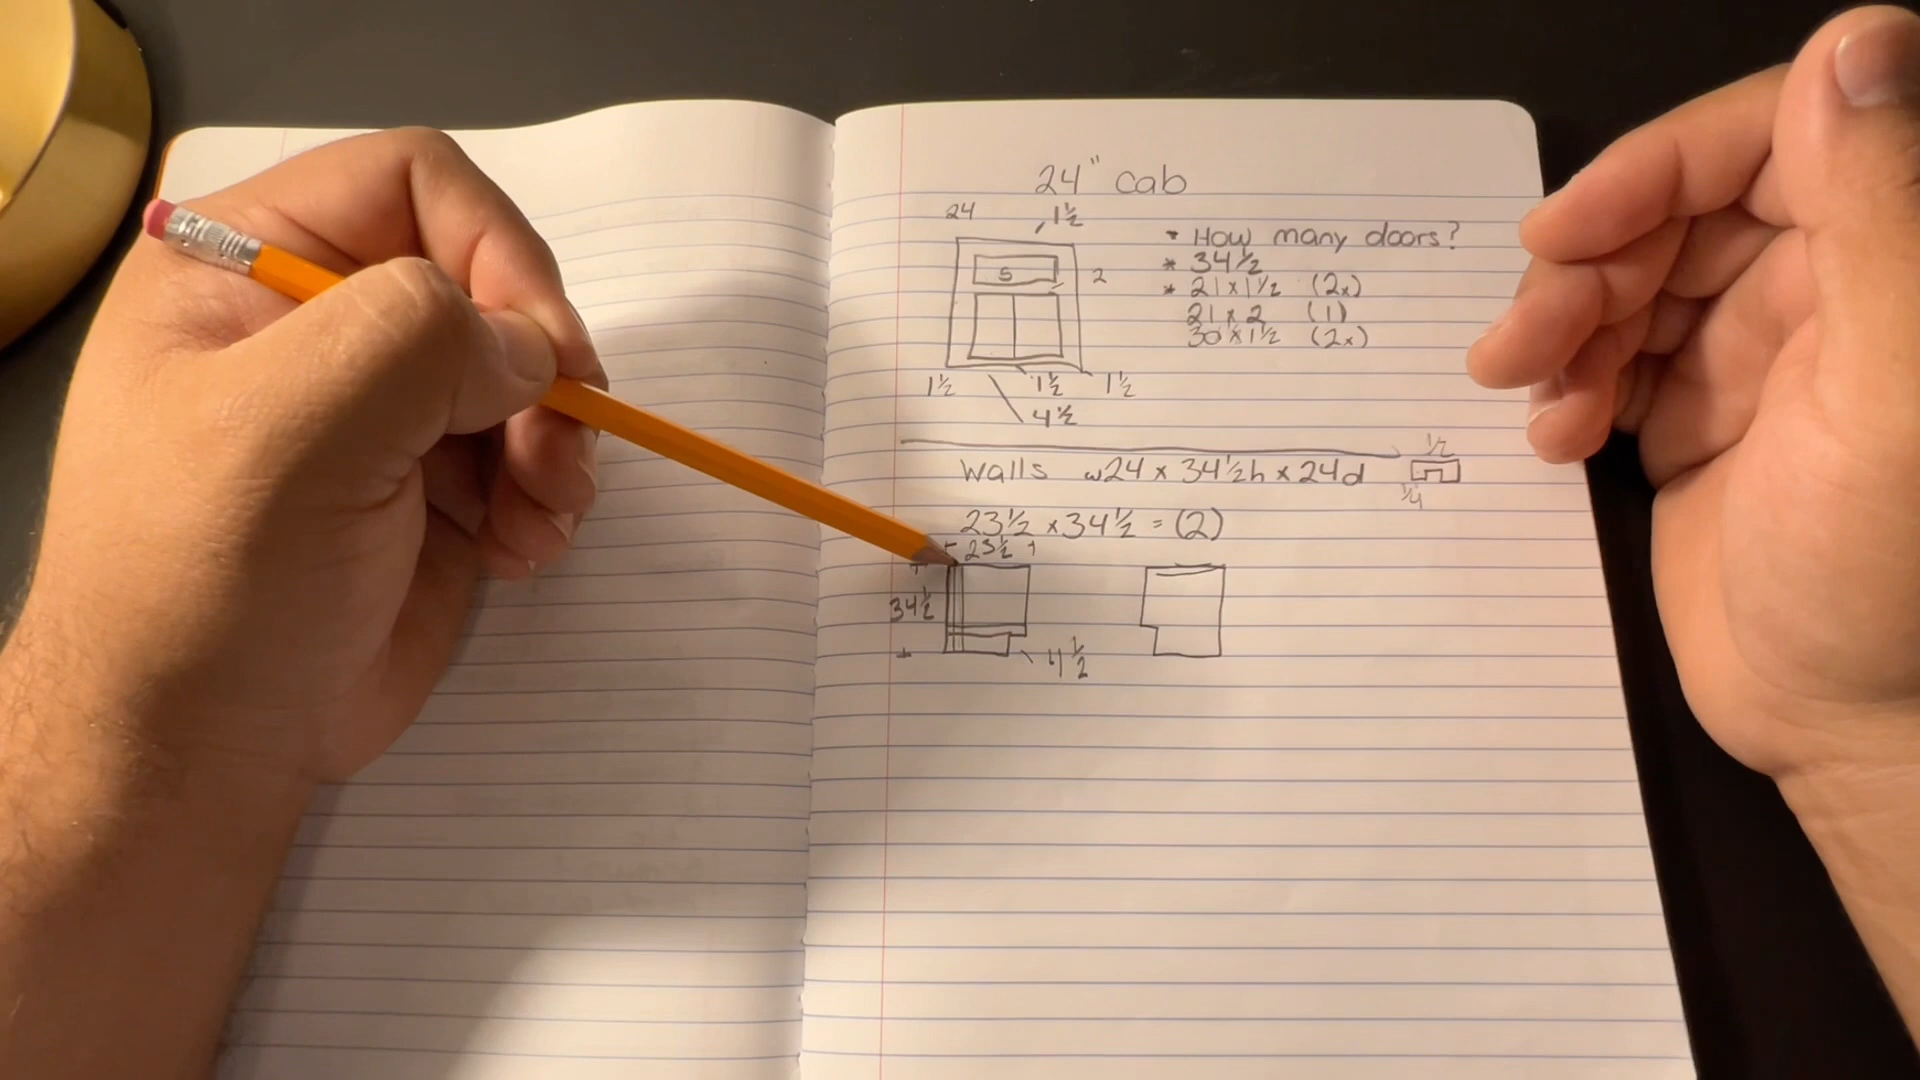 24" cab
24
1½
* How many doors?
* 34½
5
2
* 21 x 1½ (2x)
21 x 2 (1)
30 x 1½ (2x)
1½
1½
1½
4½
½
Walls w24 x 34½h x 24d
¼
23½ x 34½ = (2)
23½
34½
4½